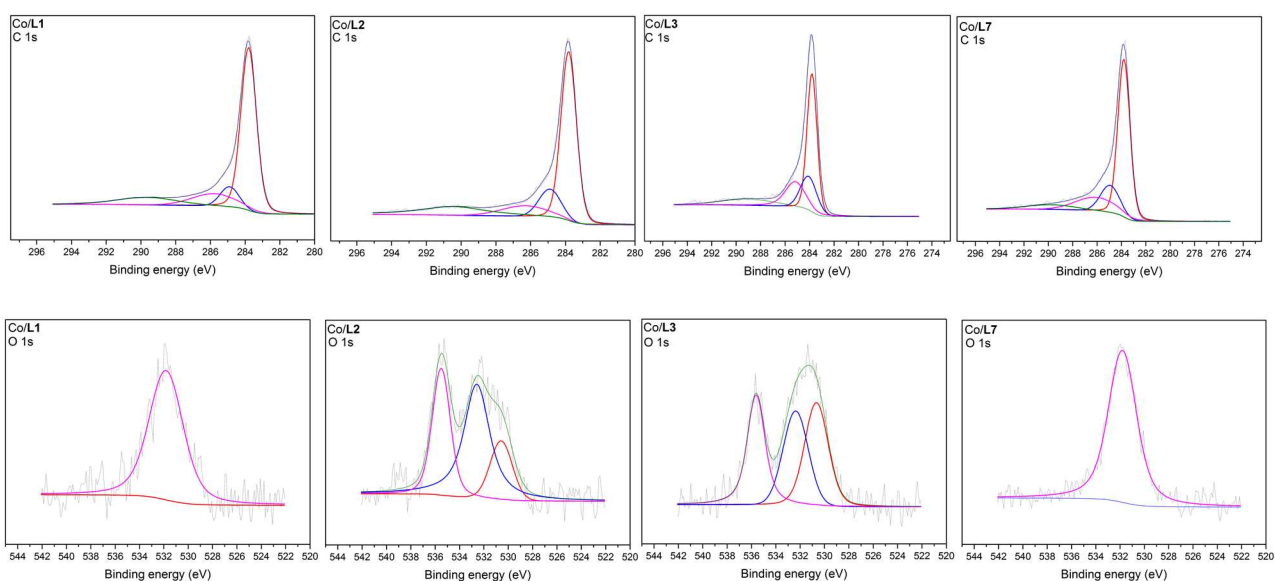 Co/L1
C 1s
296 294 292 290 288 286 284 282 280
Binding energy (eV)
Co/L2
C 1s
296 294 292 290 288 286 284 282 280
Binding energy (eV)
Co/L3
C 1s
298 296 294 292 290 288 286 284 282 280 278 276 274
Binding energy (eV)
Co/L7
C 1s
296 294 292 290 288 286 284 282 280 278 276 274
Binding energy (eV)
Co/L1
O 1s
544 542 540 538 536 534 532 530 528 526 524 522 520
Binding energy (eV)
Co/L2
O 1s
544 542 540 538 536 534 532 530 528 526 524 522 520
Binding energy (eV)
Co/L3
O 1s
544 542 540 538 536 534 532 530 528 526 524 522 520
Binding energy (eV)
Co/L7
O 1s
544 542 540 538 536 534 532 530 528 526 524 522 520
Binding energy (eV)